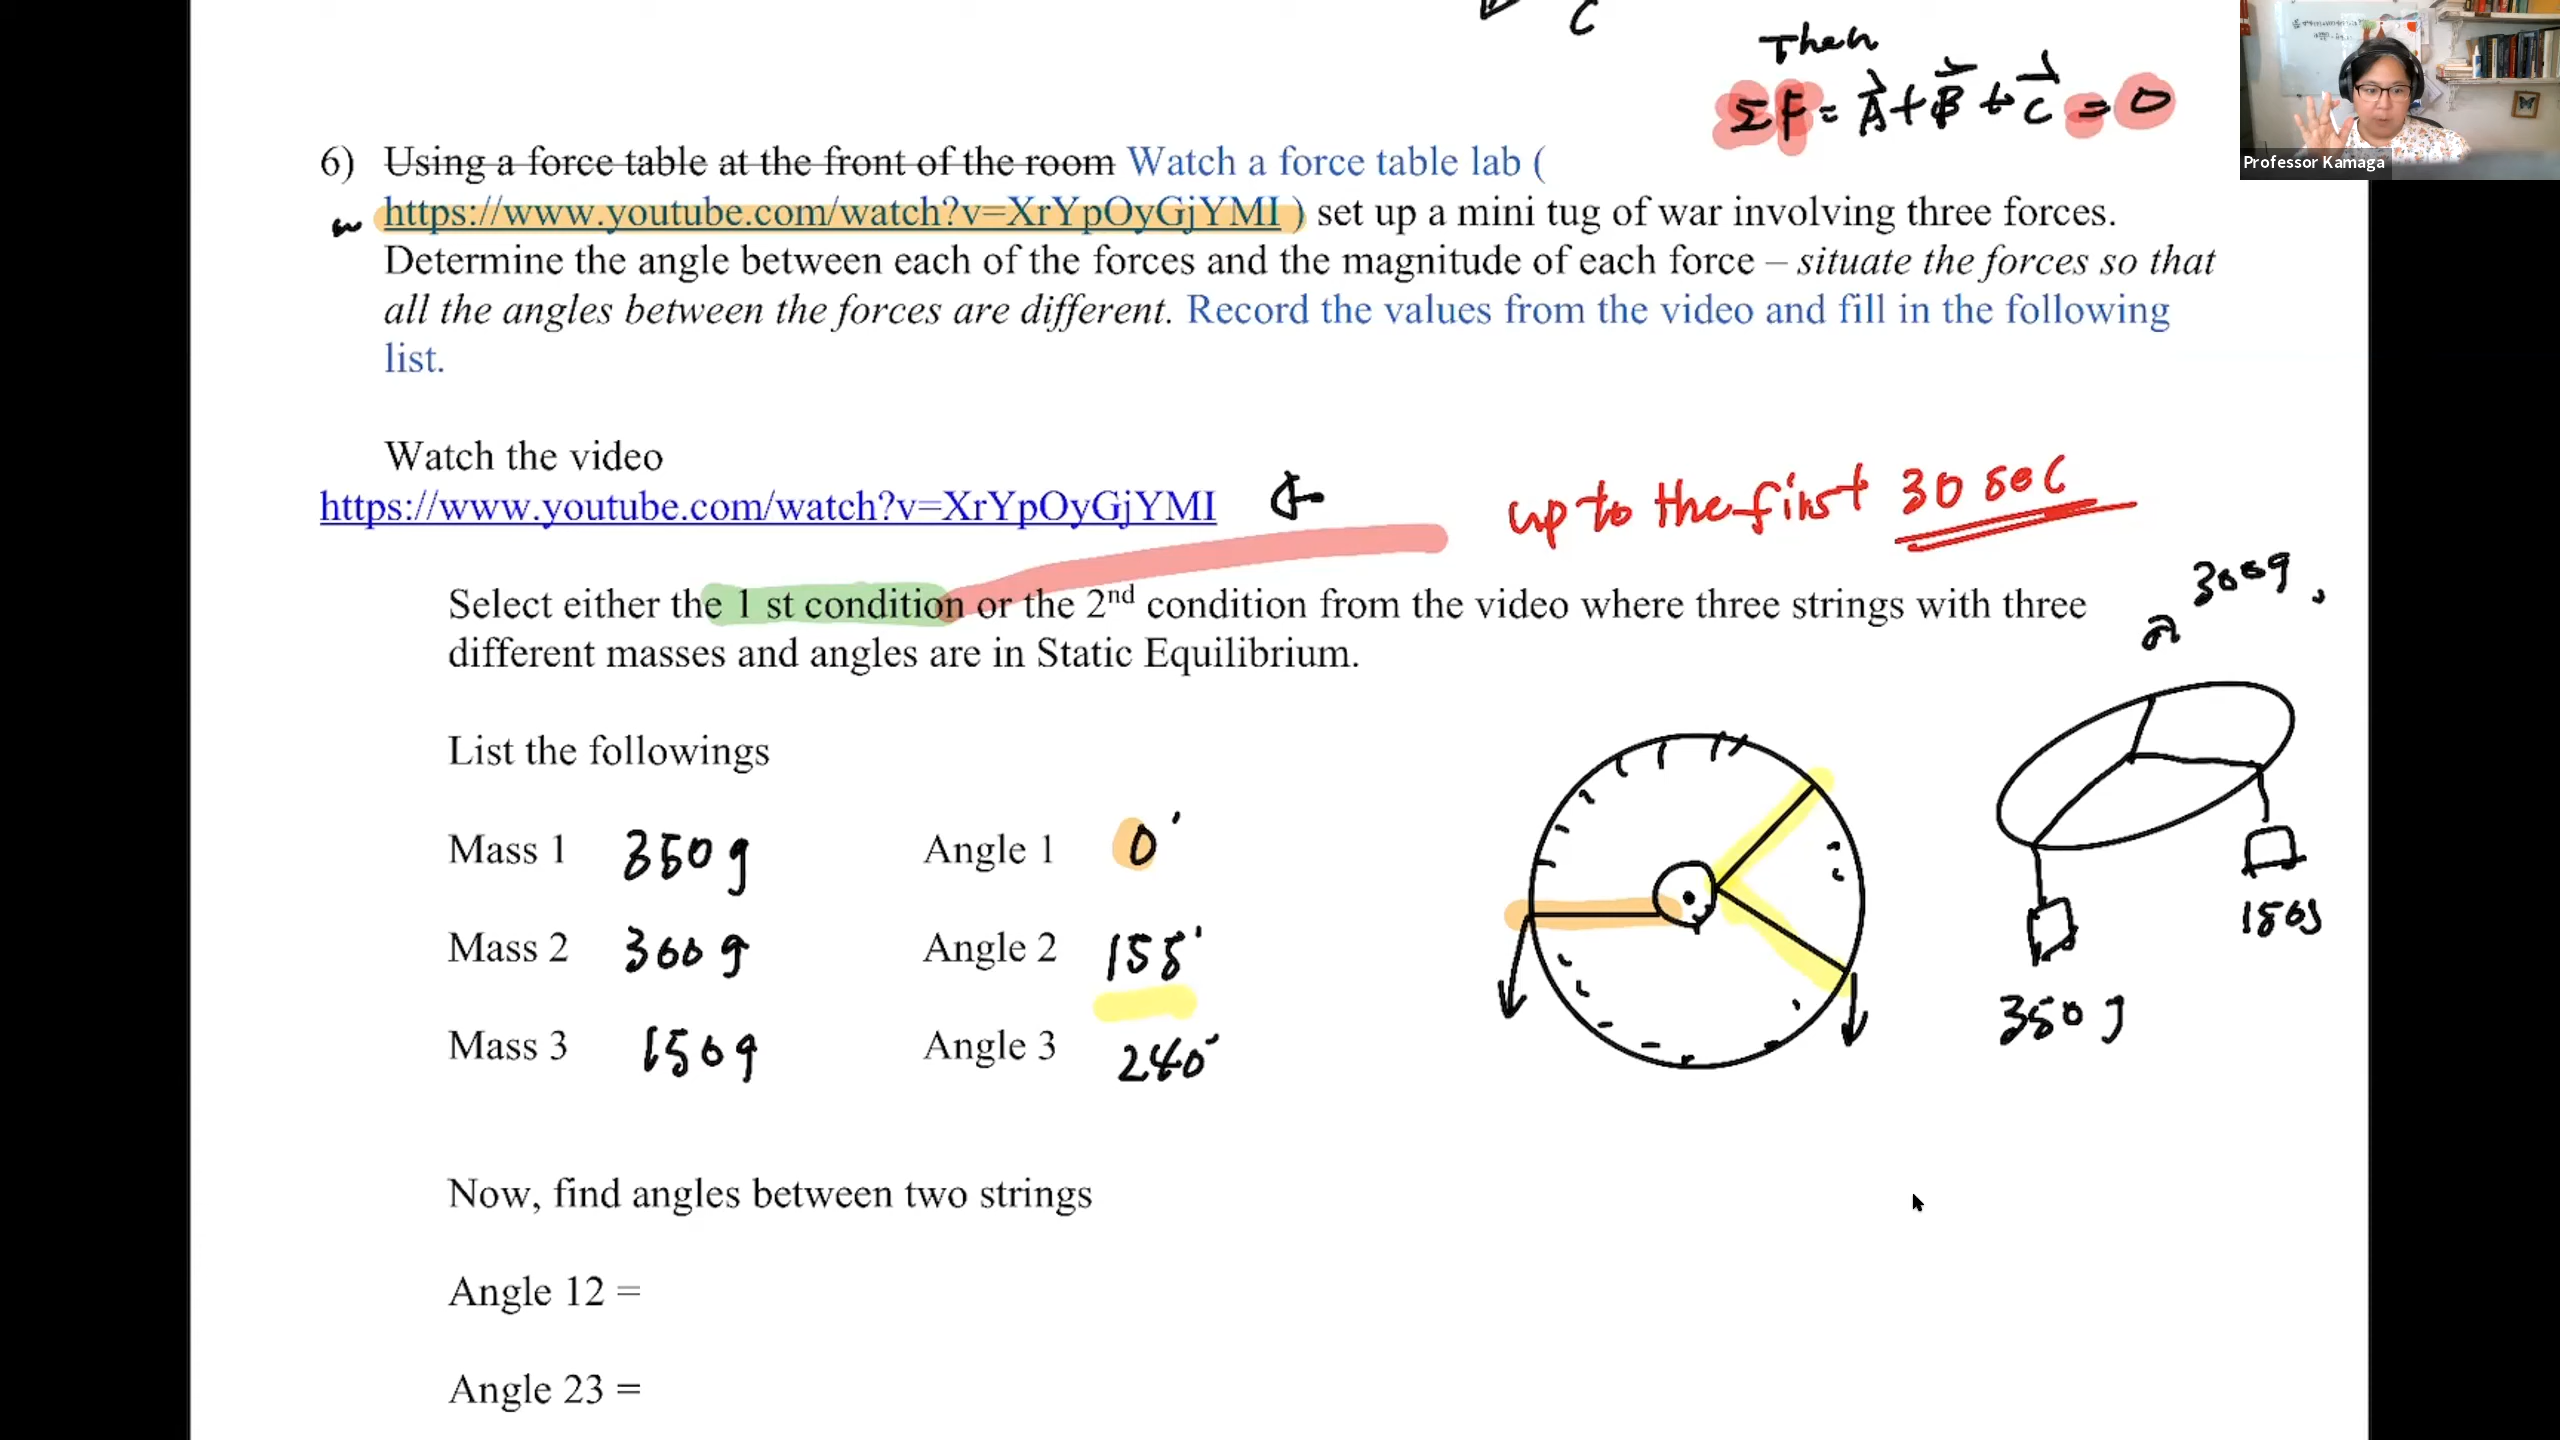 C
Then
ΣF = A + B + C = 0
Professor Kamaga
6) Using a force table at the front of the room Watch a force table lab (
https://www.youtube.com/watch?v=XrYpOyGjYMI ) set up a mini tug of war involving three forces.
Determine the angle between each of the forces and the magnitude of each force – situate the forces so that
all the angles between the forces are different. Record the values from the video and fill in the following
list.
Watch the video
https://www.youtube.com/watch?v=XrYpOyGjYMI
up to the first 30 sec
Select either the 1 st condition or the 2nd condition from the video where three strings with three
different masses and angles are in Static Equilibrium.
300g
List the followings
Mass 1 350 g Angle 1 0°
Mass 2 300 g Angle 2 155°
Mass 3 150g Angle 3 240°
150g
350 g
Now, find angles between two strings
Angle 12 =
Angle 23 =